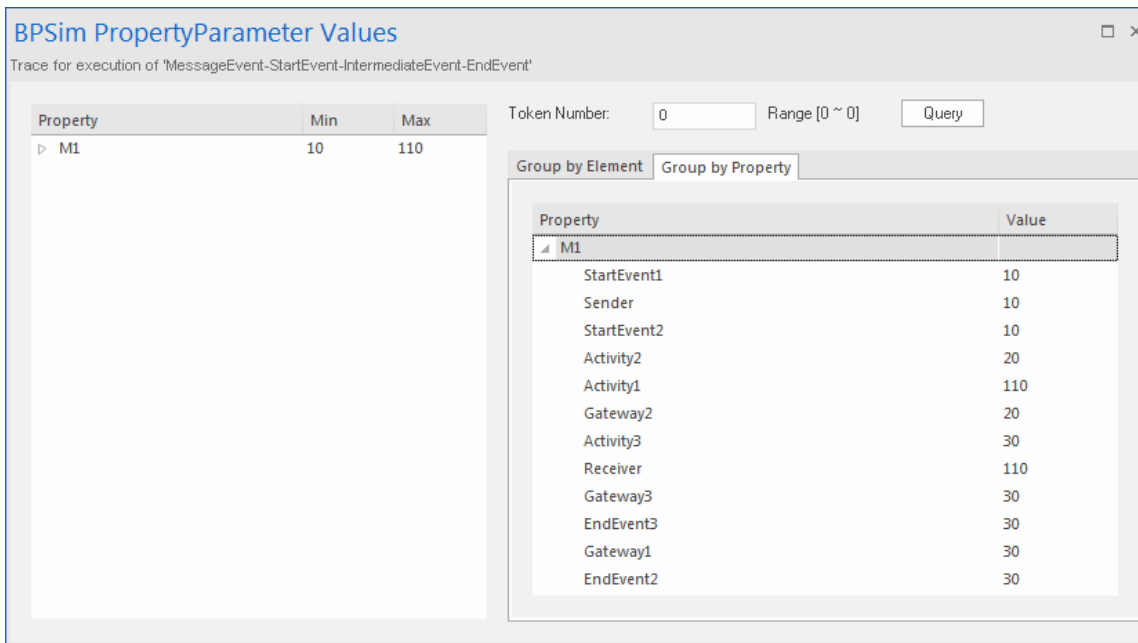 BPSim PropertyParameter Values
Trace for execution of 'MessageEvent-StartEvent-IntermediateEvent-EndEvent'
Property Min Max
M1 10 110
Token Number: 0 Range [0 ~ 0] Query
Group by Element Group by Property
Property Value
M1
StartEvent1 10
Sender 10
StartEvent2 10
Activity2 20
Activity1 110
Gateway2 20
Activity3 30
Receiver 110
Gateway3 30
EndEvent3 30
Gateway1 30
EndEvent2 30